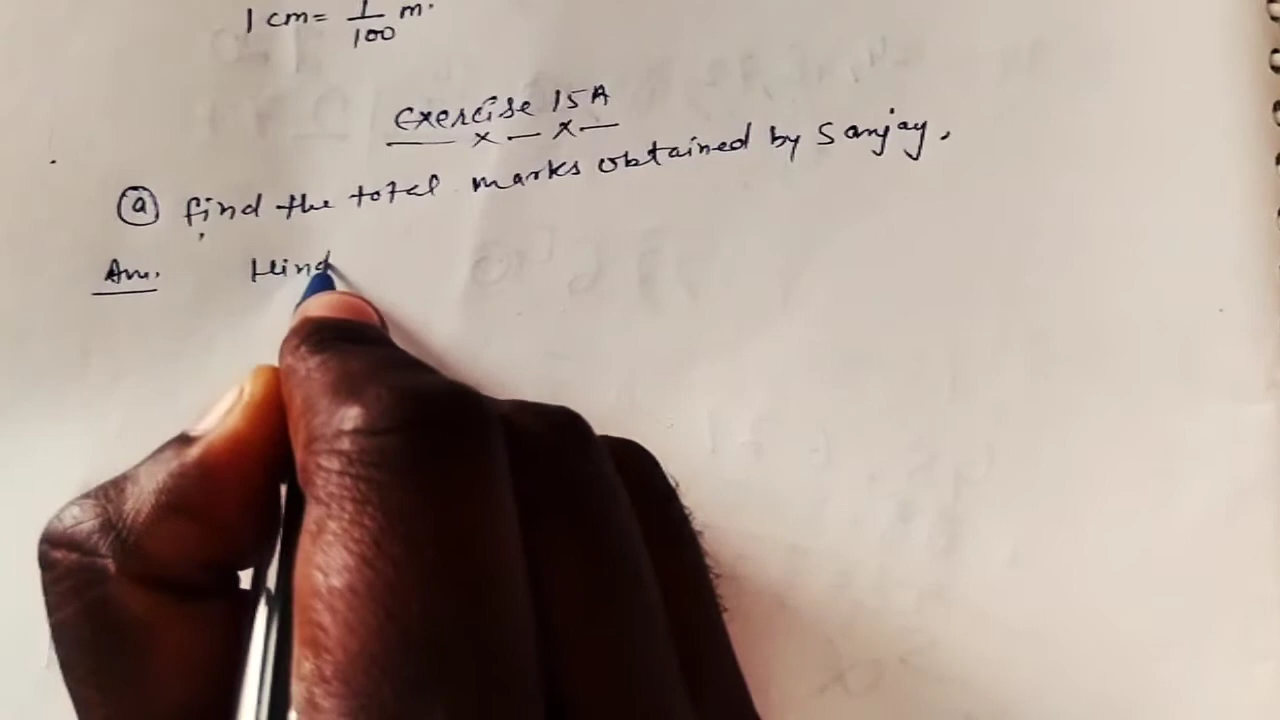 1 cm = 1/100 m.
Exercise 15A
(a) find the total marks obtained by Sanjay.
Ans. Hind